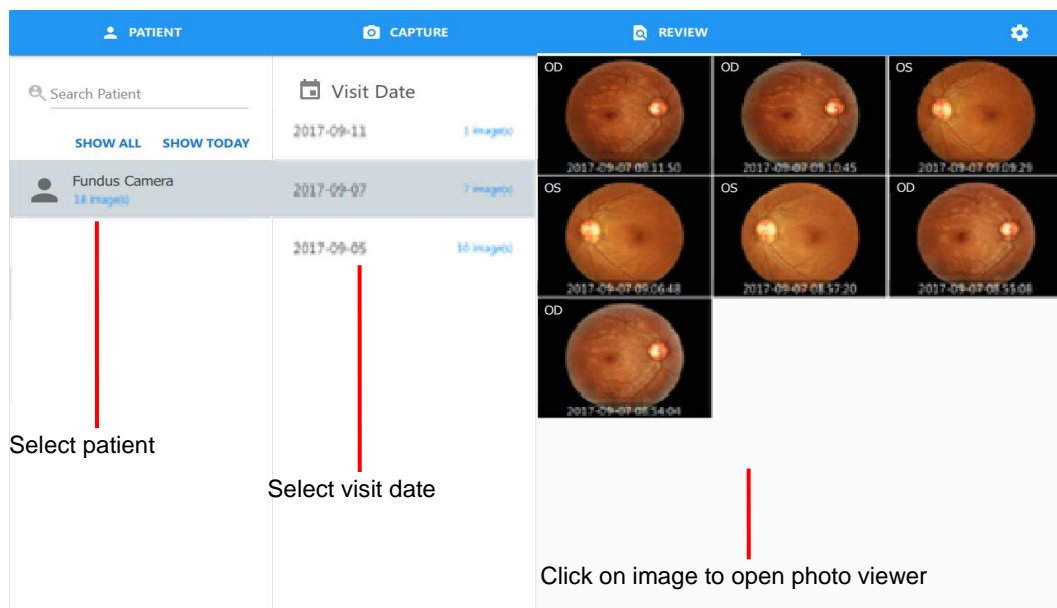 PATIENT
CAPTURE
REVIEW
Search Patient
SHOW ALL SHOW TODAY
Fundus Camera
18 image(s)
Visit Date
2017-09-11 1 image(s)
2017-09-07 7 image(s)
2017-09-05 10 image(s)
OD
2017-09-07 09:11:50
OD
2017-09-07 09:10:45
OS
2017-09-07 09:09:29
OS
2017-09-07 09:06:48
OS
2017-09-07 08:57:20
OD
2017-09-07 08:55:08
OD
2017-09-07 08:54:04
Select patient
Select visit date
Click on image to open photo viewer